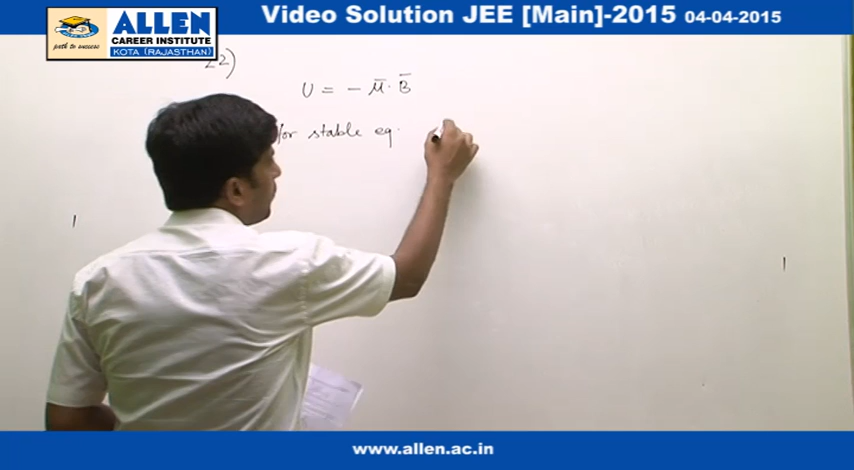 ALLEN
CAREER INSTITUTE
KOTA (RAJASTHAN)
path to success
Video Solution JEE [Main]-2015 04-04-2015
22)
U = - M̄ · B̄
for stable eq.
www.allen.ac.in